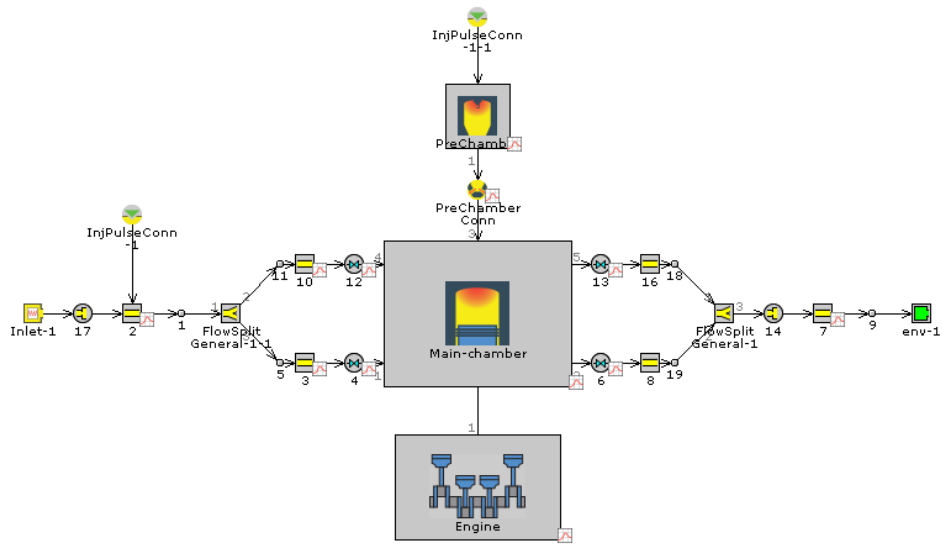 InjPulseConn
-1-1
PreChamb
1
PreChamber
Conn
3
InjPulseConn
-1
11
10
12
4
5
13
16
18
2
1
3
Inlet-1
17
2
1
FlowSplit
General-1-1
Main-chamber
FlowSplit
General-1
14
7
9
env-1
3
5
3
4
1
6
8
19
2
1
Engine